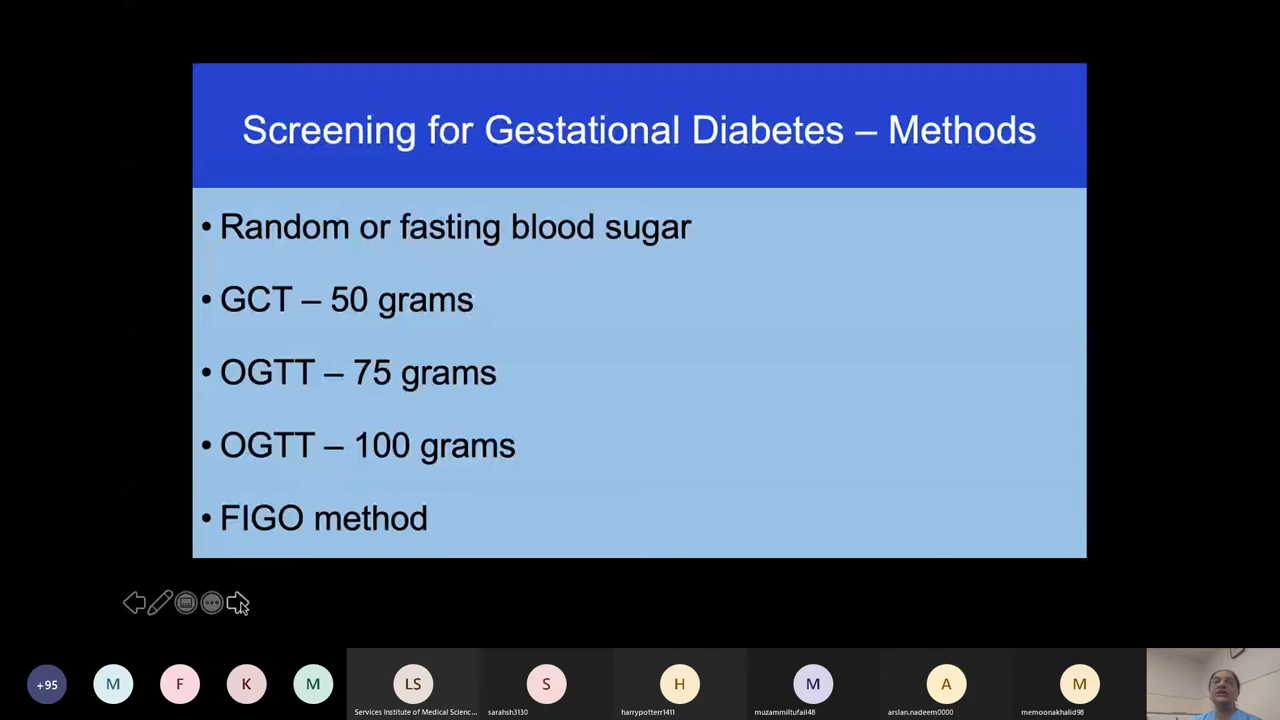 Screening for Gestational Diabetes – Methods
• Random or fasting blood sugar
• GCT – 50 grams
• OGTT – 75 grams
• OGTT – 100 grams
• FIGO method
+95
M
F
K
M
LS
S
H
M
A
M
Services Institute of Medical Scienc...
sarahsh3130
harrypotterr1411
muzammiltufail48
arslan.nadeem0000
memoonakhalid98